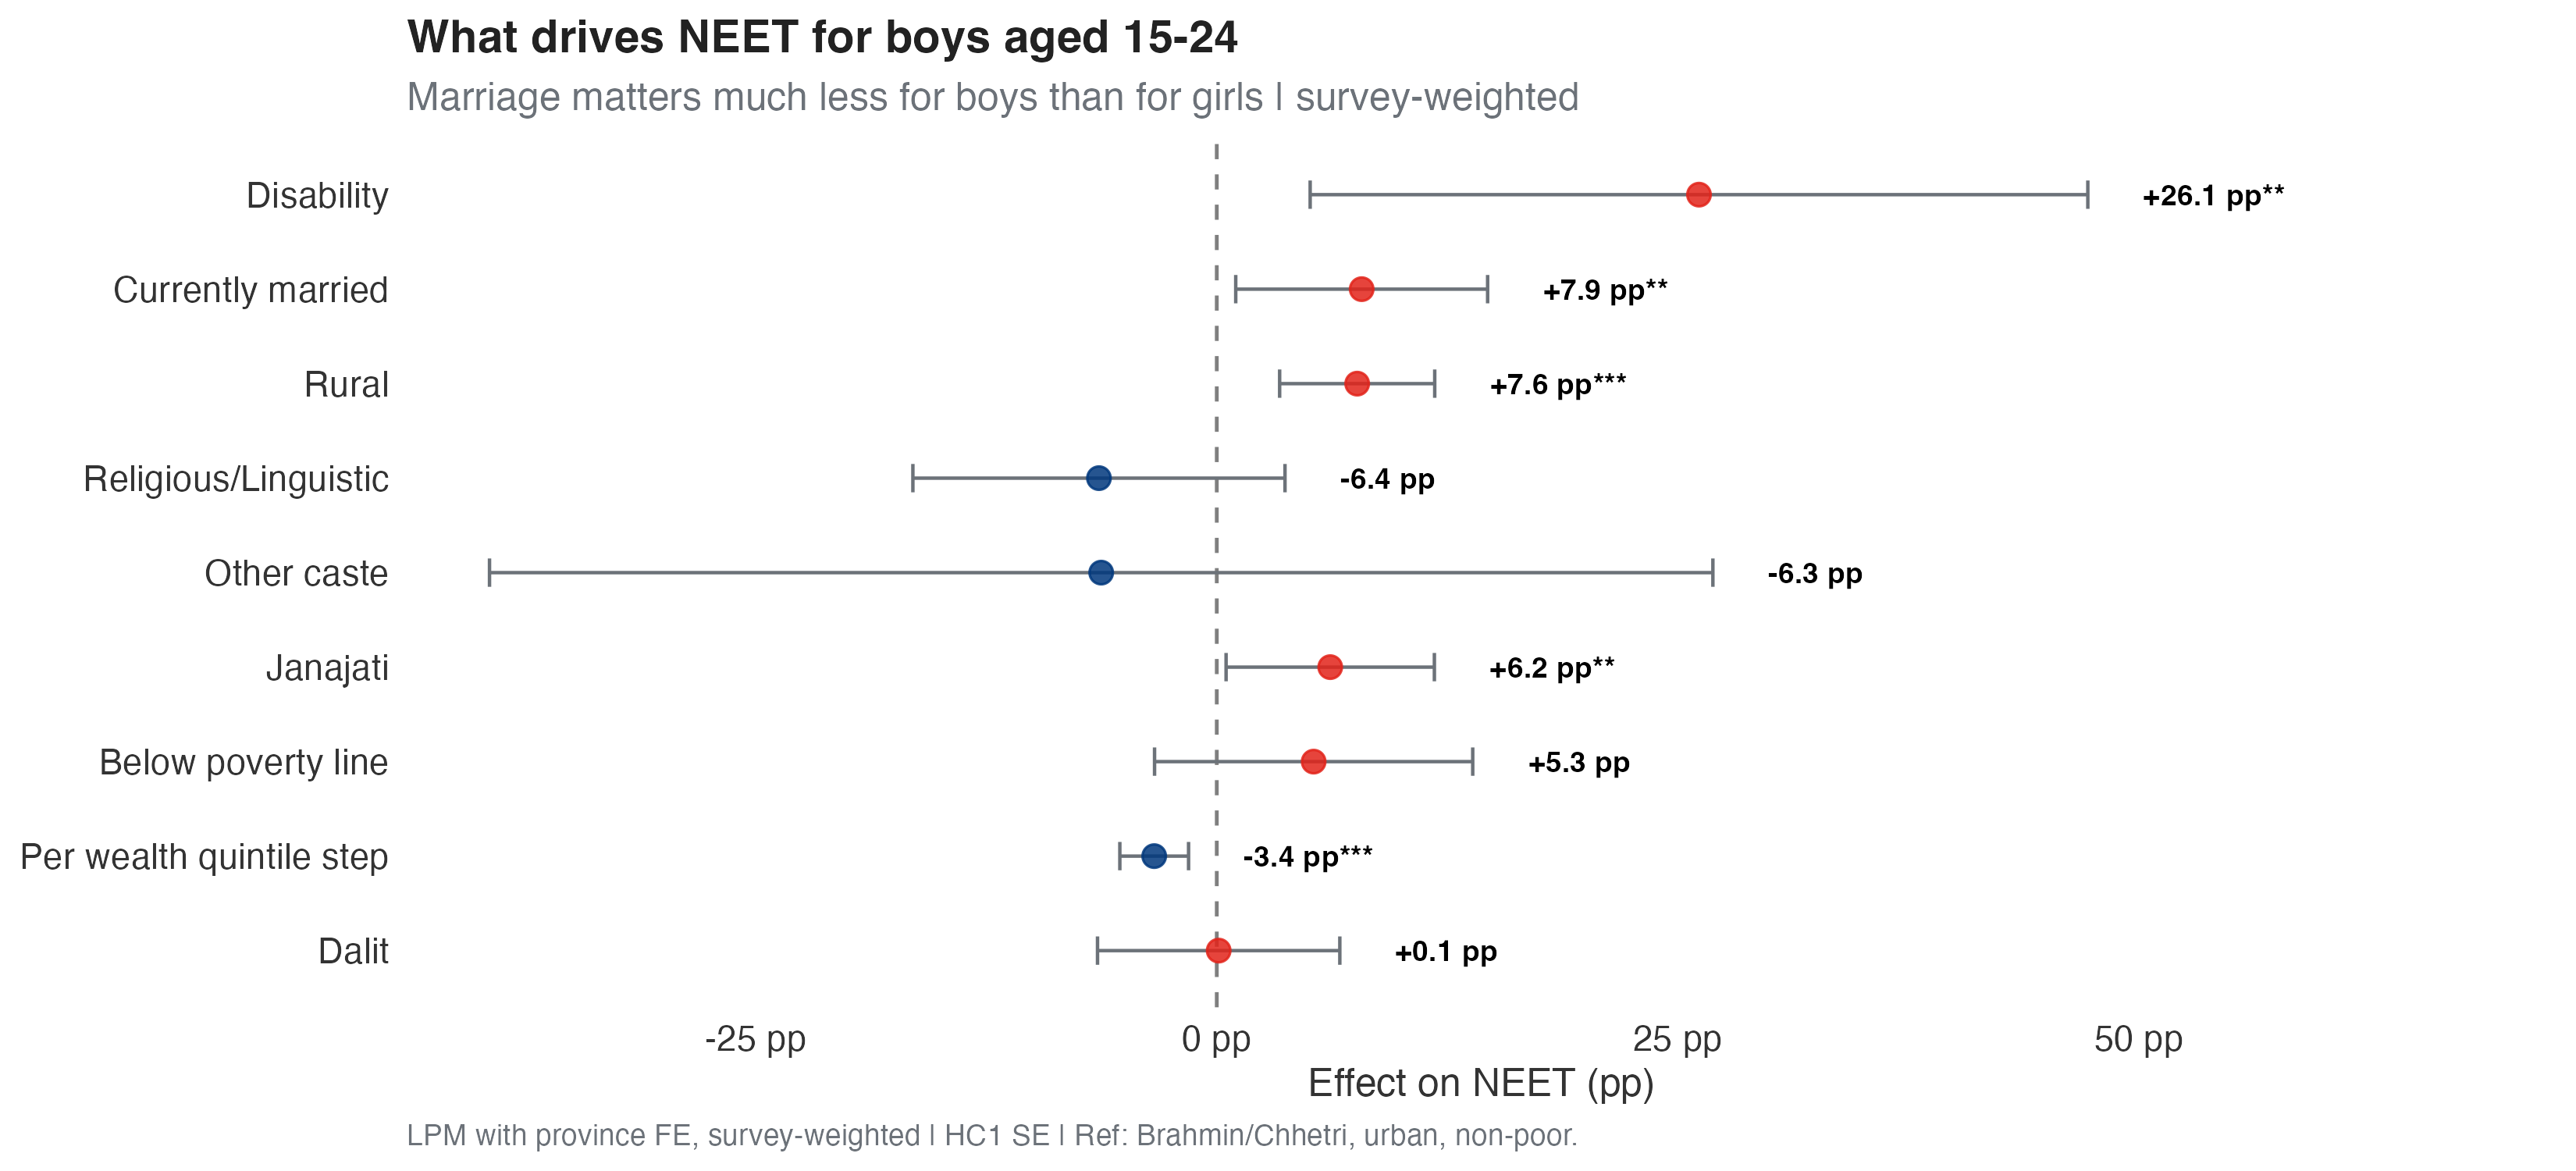 What drives NEET for boys aged 15-24
Marriage matters much less for boys than for girls | survey-weighted
Disability +26.1 pp**
Currently married +7.9 pp**
Rural +7.6 pp***
Religious/Linguistic -6.4 pp
Other caste -6.3 pp
Janajati +6.2 pp**
Below poverty line +5.3 pp
Per wealth quintile step -3.4 pp***
Dalit +0.1 pp
-25 pp 0 pp 25 pp 50 pp
Effect on NEET (pp)
LPM with province FE, survey-weighted | HC1 SE | Ref: Brahmin/Chhetri, urban, non-poor.